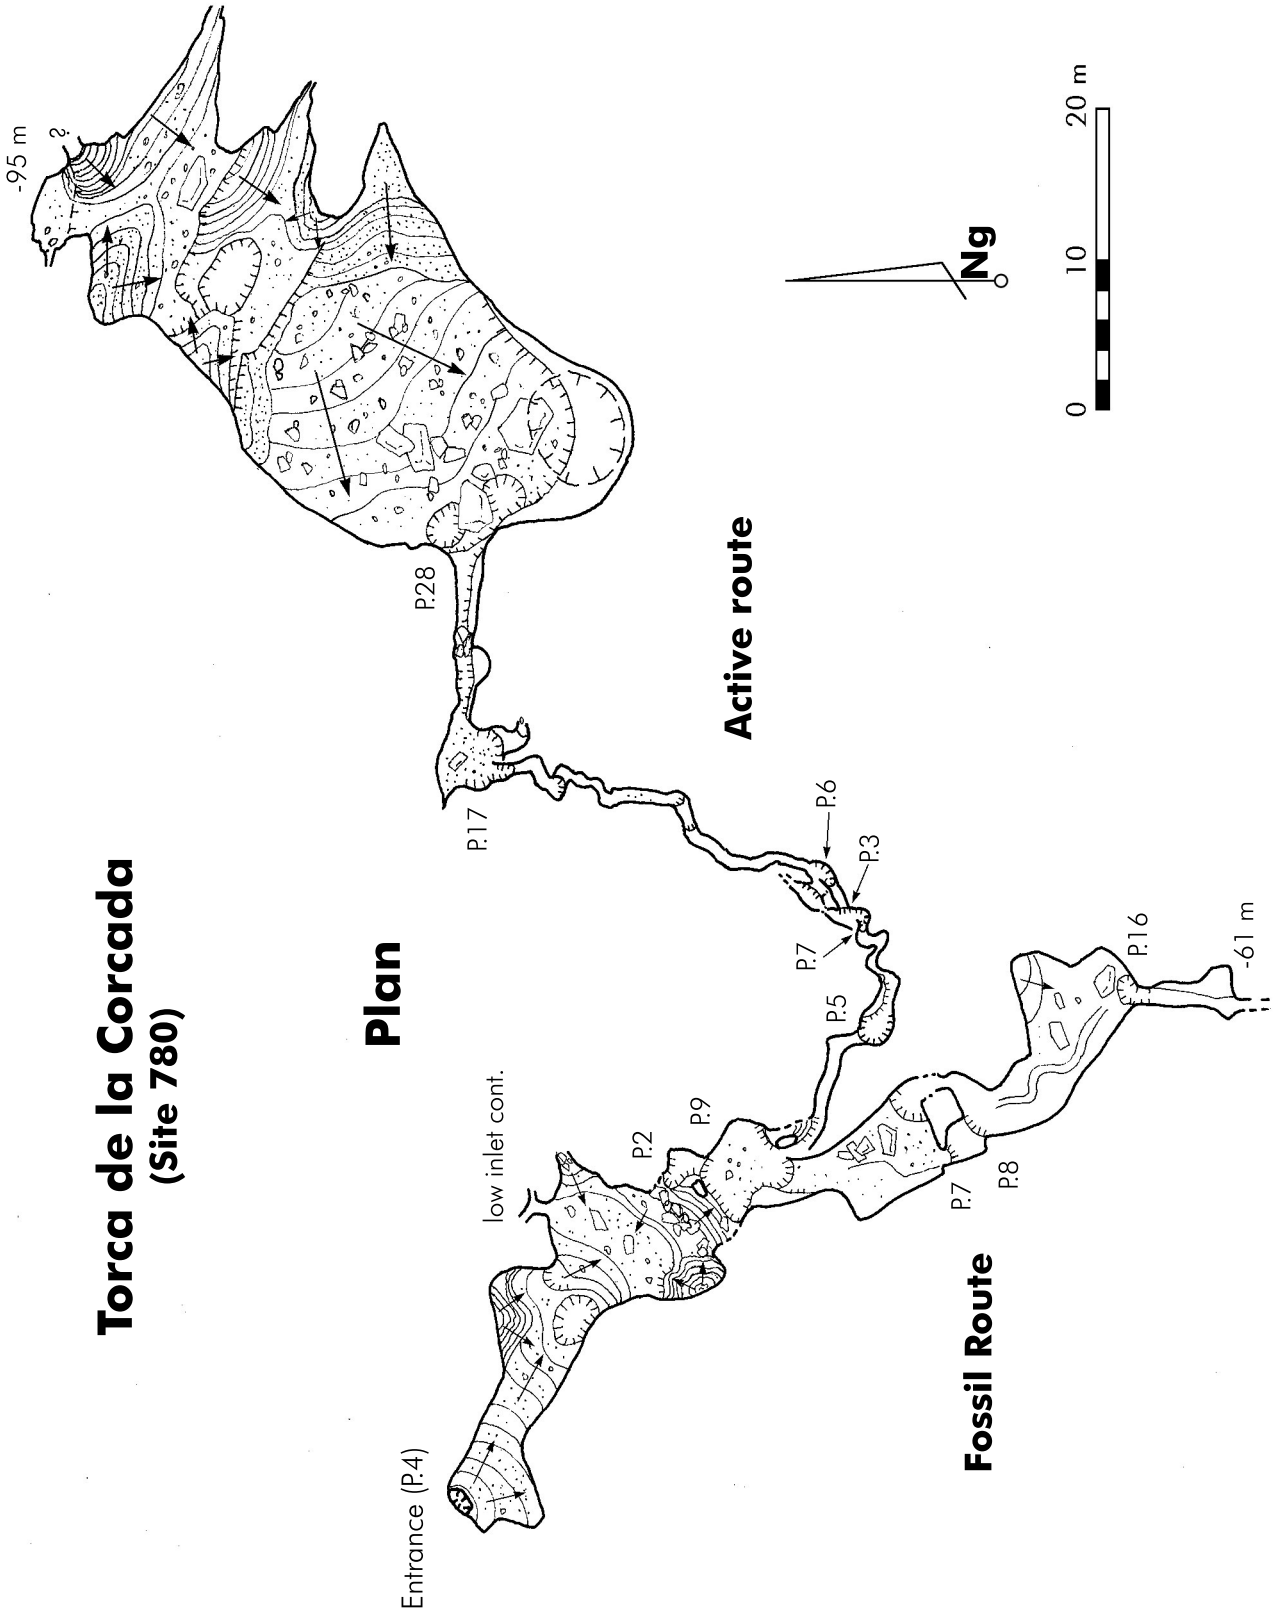 Torca de la Corcada
(Site 780)
Plan
Entrance (P.4)
low inlet cont.
P.2
P.9
P.5
P.7
P.3
P.6
P.17
P.28
-95 m
?
Active route
Fossil Route
P.7
P.8
P.16
-61 m
Ng
0
10
20 m